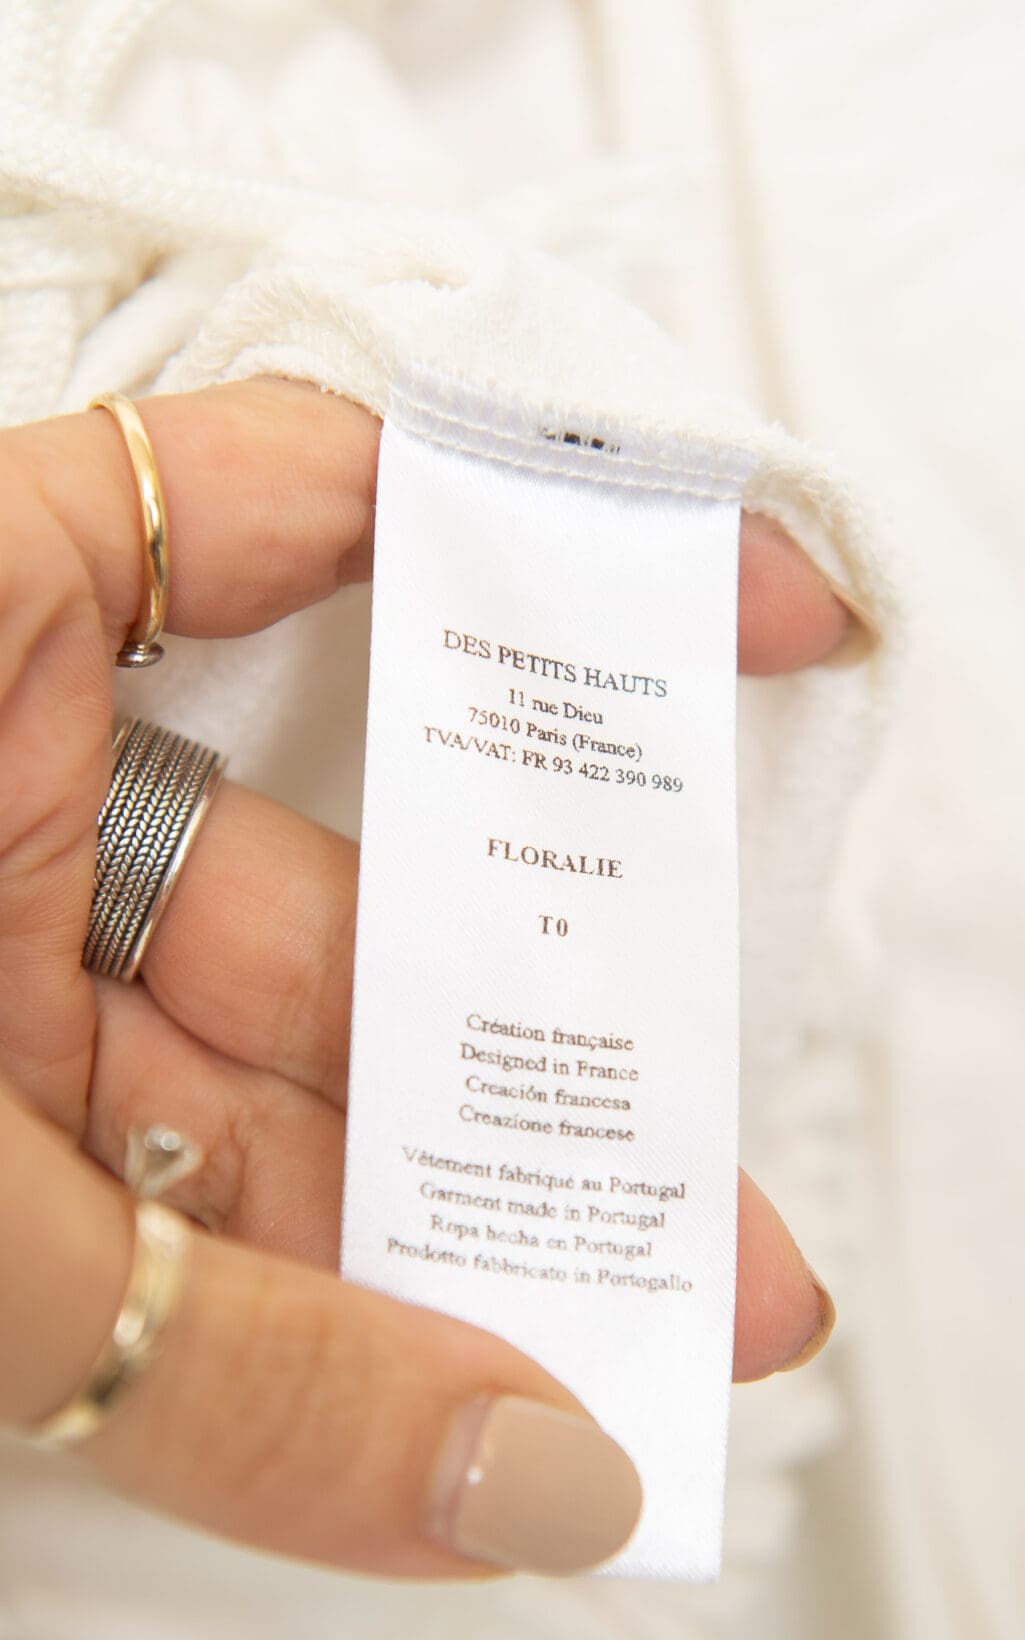 DES PETITS HAUTS
11 rue Dieu
75010 Paris (France)
TVA/VAT: FR 93 422 390 989
FLORALIE
T0
Création française
Designed in France
Creación francesa
Creazione francese
Vêtement fabriqué au Portugal
Garment made in Portugal
Ropa hecha en Portugal
Prodotto fabbricato in Portogallo